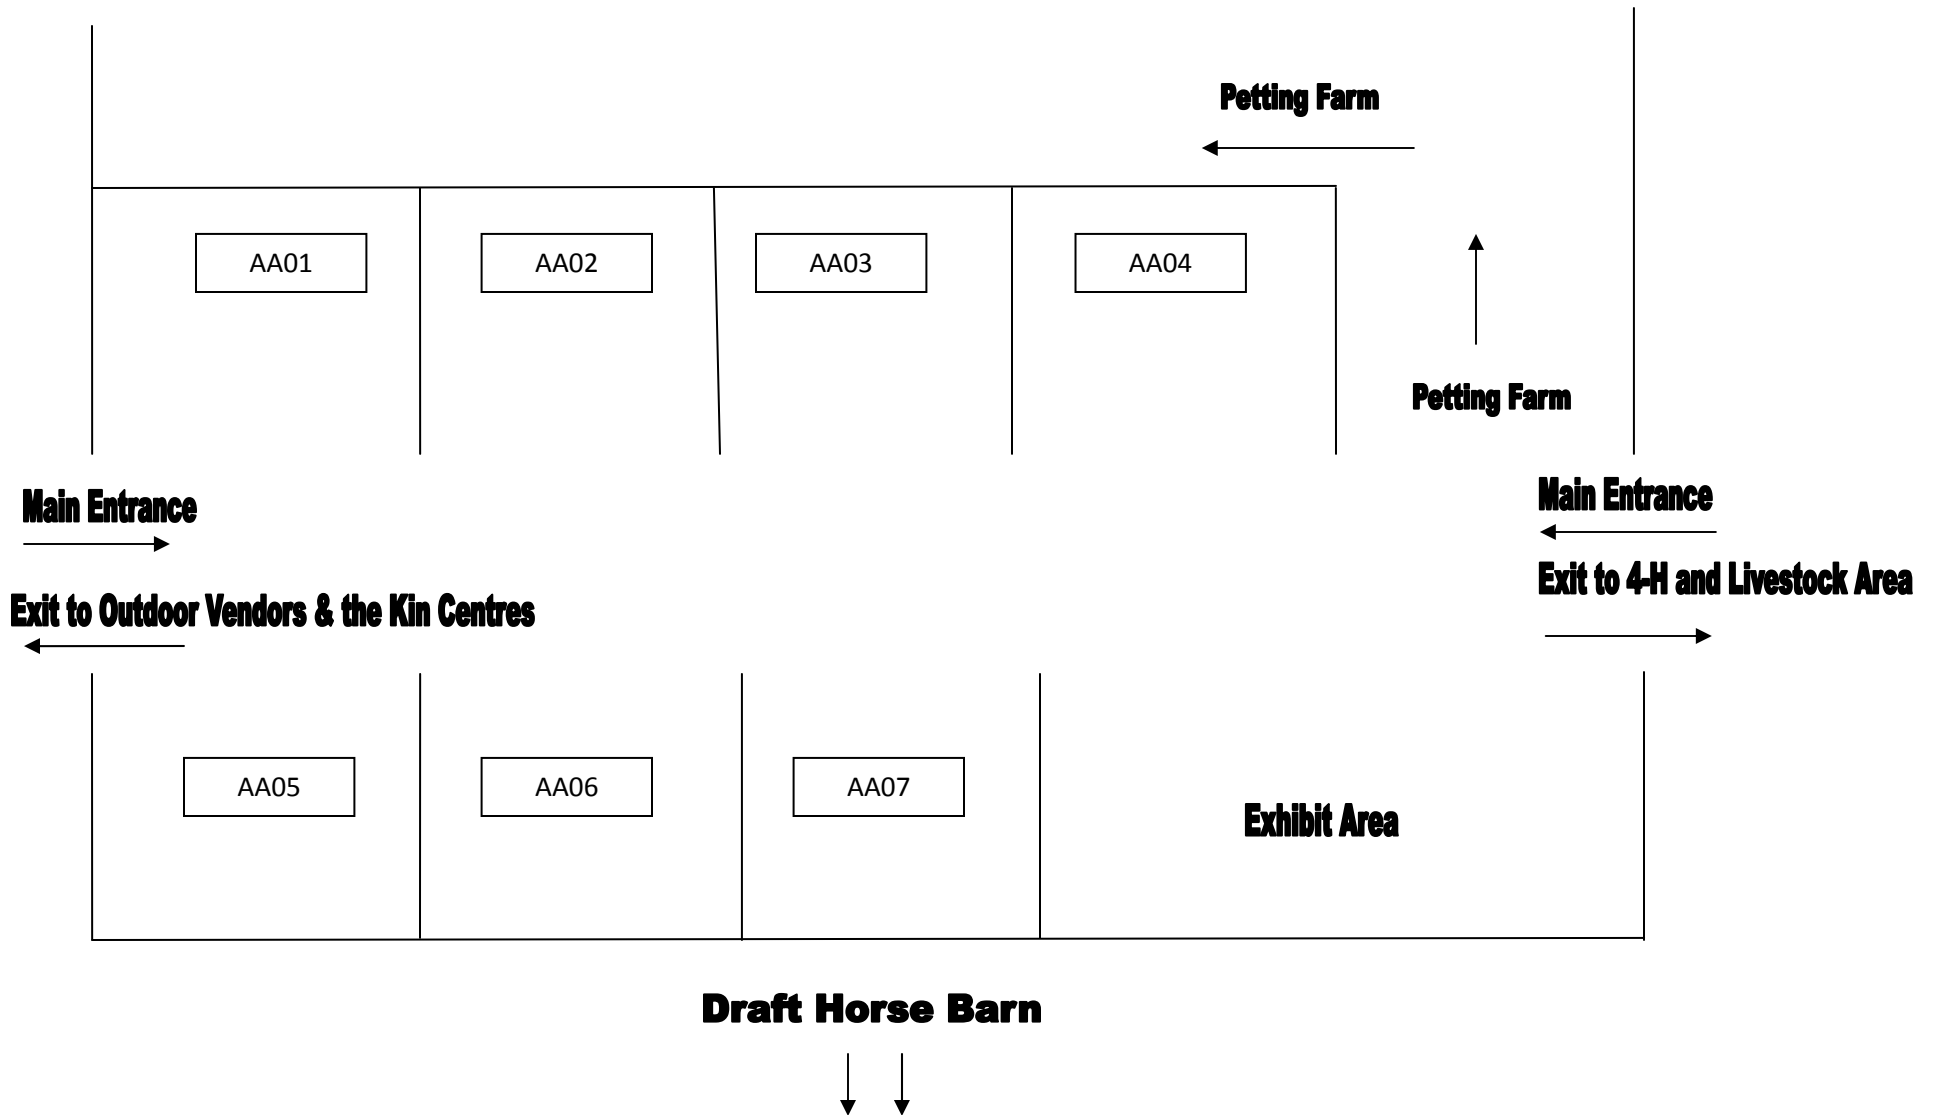 Petting Farm
AA01
AA02
AA03
AA04
Petting Farm
Main Entrance
Main Entrance
Exit to 4-H and Livestock Area
Exit to Outdoor Vendors & the Kin Centres
AA05
AA06
AA07
Exhibit Area
Draft Horse Barn